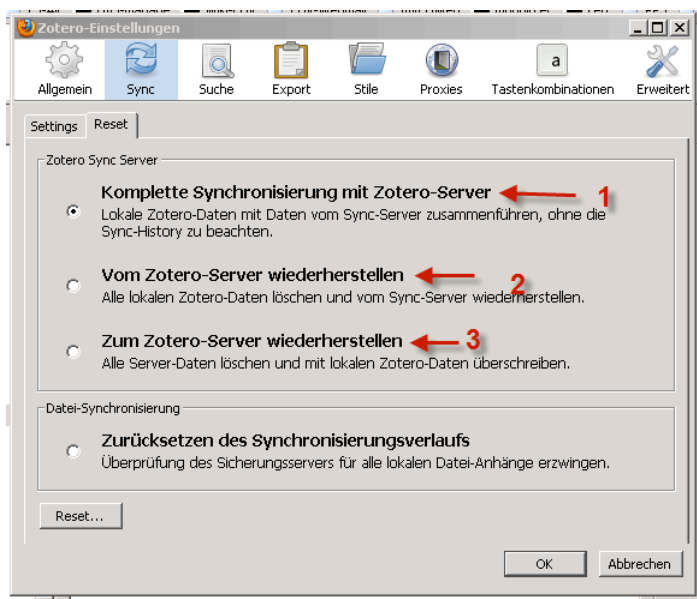 Zotero-Einstellungen
Allgemein Sync Suche Export Stile Proxies a Tastenkombinationen Erweitert
Settings Reset
Zotero Sync Server
Komplette Synchronisierung mit Zotero-Server 1
Lokale Zotero-Daten mit Daten vom Sync-Server zusammenführen, ohne die
Sync-History zu beachten.
Vom Zotero-Server wiederherstellen 2
Alle lokalen Zotero-Daten löschen und vom Sync-Server wiederherstellen.
Zum Zotero-Server wiederherstellen 3
Alle Server-Daten löschen und mit lokalen Zotero-Daten überschreiben.
Datei-Synchronisierung
Zurücksetzen des Synchronisierungsverlaufs
Überprüfung des Sicherungsservers für alle lokalen Datei-Anhänge erzwingen.
Reset...
OK Abbrechen